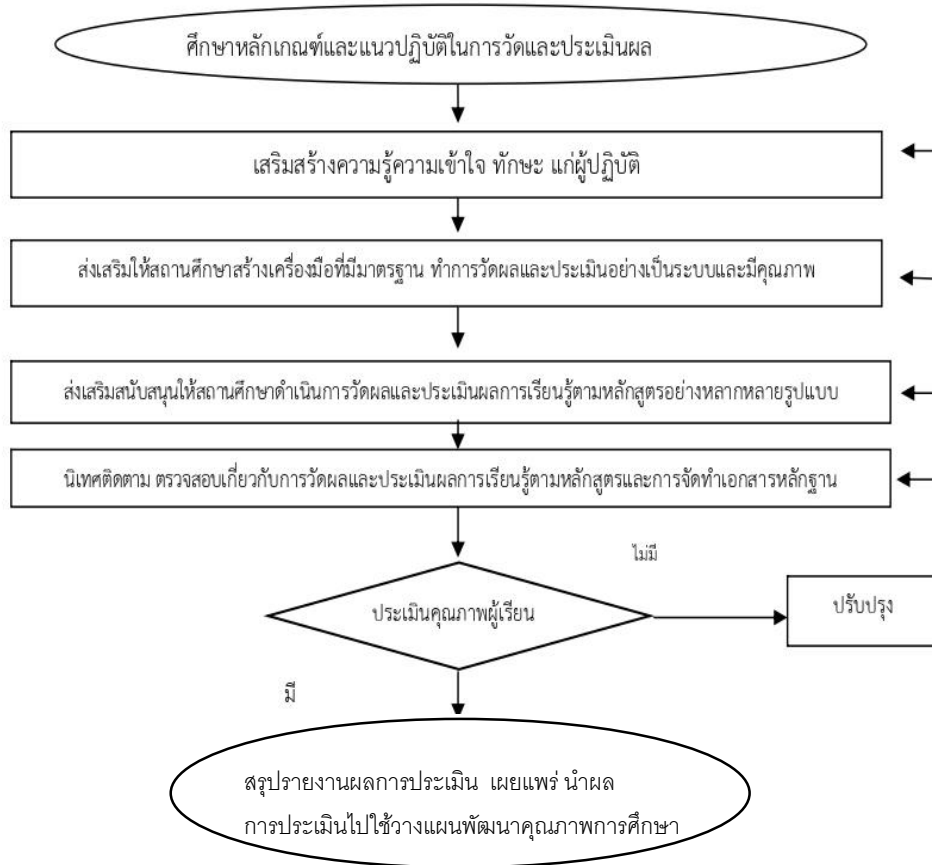 ศึกษาหลักเกณฑ์และแนวปฏิบัติในการวัดและประเมินผล
เสริมสร้างความรู้ความเข้าใจ ทักษะ แก่ผู้ปฏิบัติ
ส่งเสริมให้สถานศึกษาสร้างเครื่องมือที่มีมาตรฐาน ทำการวัดผลและประเมินอย่างเป็นระบบและมีคุณภาพ
ส่งเสริมสนับสนุนให้สถานศึกษาดำเนินการวัดผลและประเมินผลการเรียนรู้ตามหลักสูตรอย่างหลากหลายรูปแบบ
นิเทศติดตาม ตรวจสอบเกี่ยวกับการวัดผลและประเมินผลการเรียนรู้ตามหลักสูตรและการจัดทำเอกสารหลักฐาน
ไม่มี
ประเมินคุณภาพผู้เรียน
ปรับปรุง
มี
สรุปรายงานผลการประเมิน เผยแพร่ นำผล
การประเมินไปใช้วางแผนพัฒนาคุณภาพการศึกษา